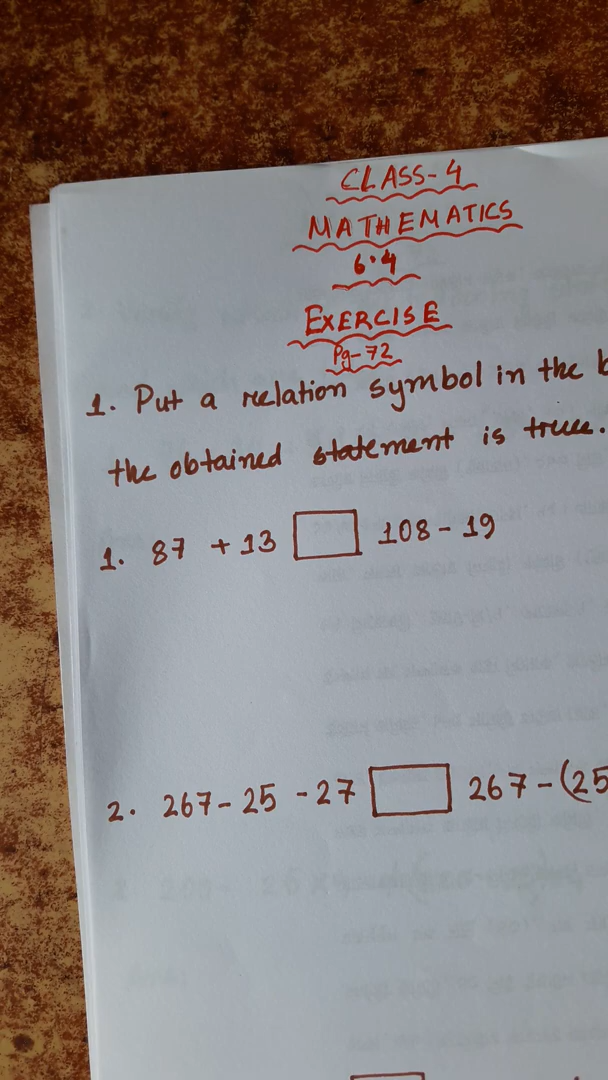 CLASS-4
MATHEMATICS
6.4
EXERCISE
Pg-72
1. Put a relation symbol in the
the obtained statement is true.
1. 87 + 13 108 - 19
2. 267 - 25 - 27 267 - (25